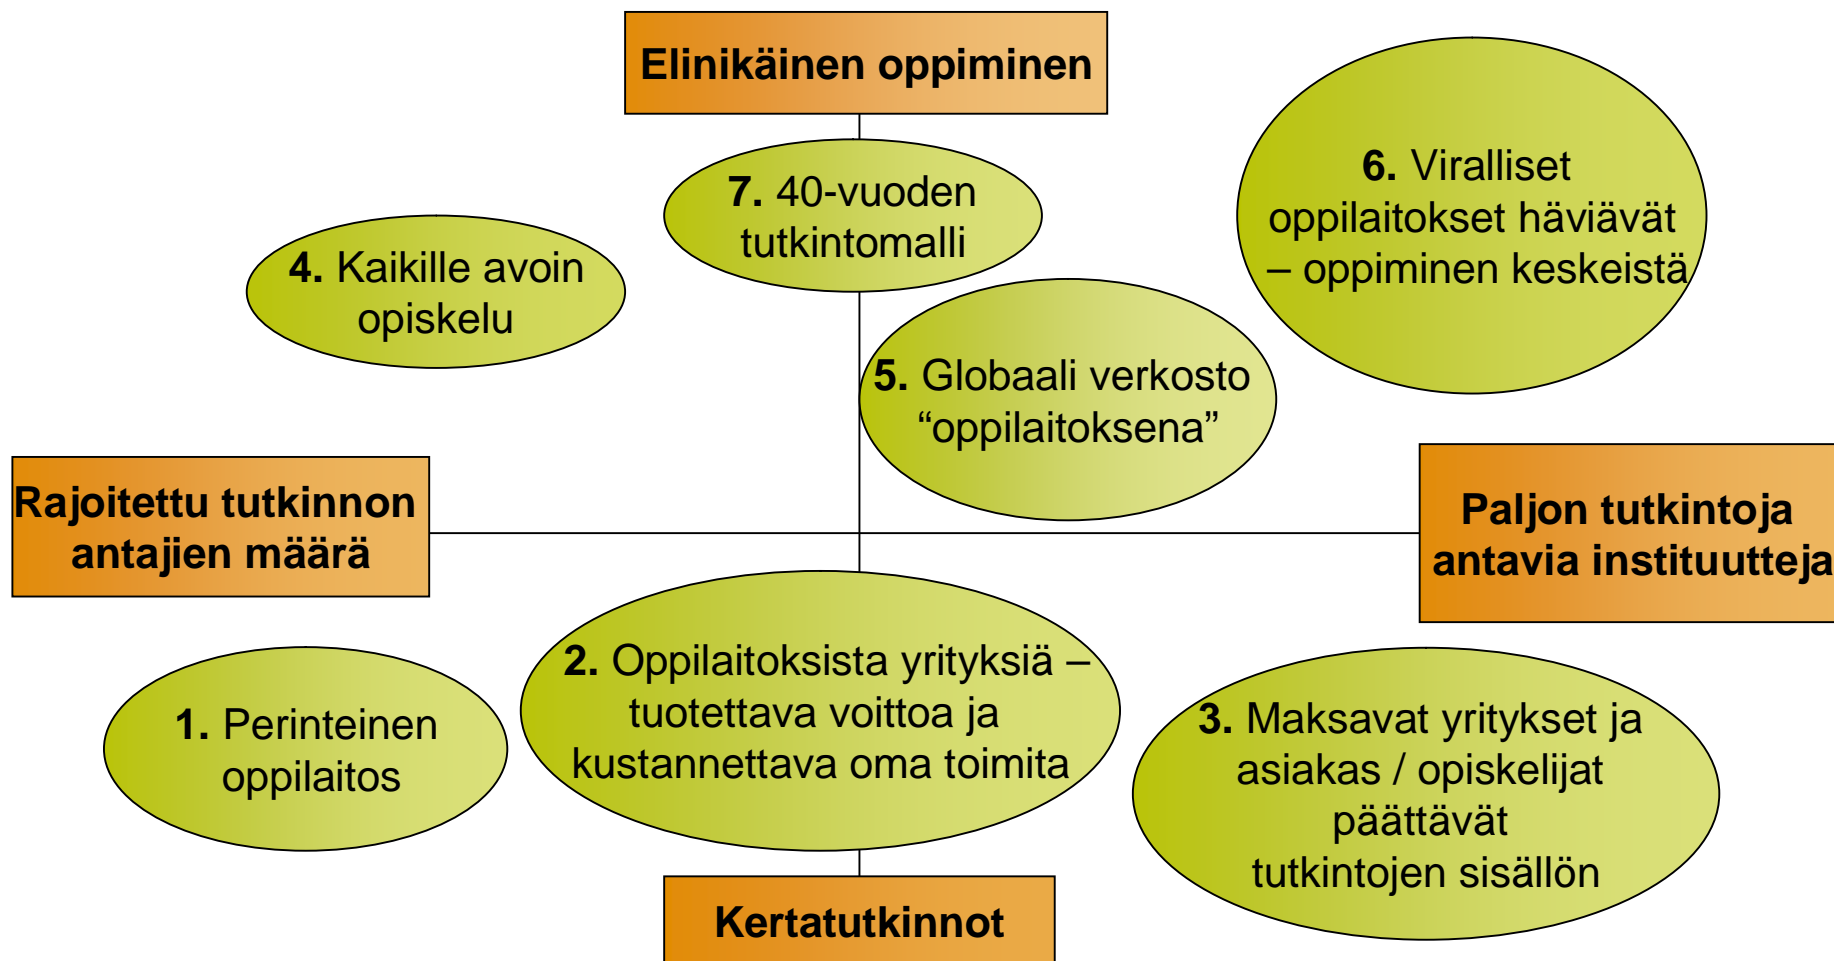 Elinikäinen oppiminen
7. 40-vuoden
tutkintomalli
6. Viralliset
oppilaitokset häviävät
– oppiminen keskeistä
4. Kaikille avoin
opiskelu
5. Globaali verkosto
“oppilaitoksena”
Rajoitettu tutkinnon
antajien määrä
Paljon tutkintoja
antavia instituutteja
1. Perinteinen
oppilaitos
2. Oppilaitoksista yrityksiä –
tuotettava voittoa ja
kustannettava oma toimita
3. Maksavat yritykset ja
asiakas / opiskelijat
päättävät
tutkintojen sisällön
Kertatutkinnot